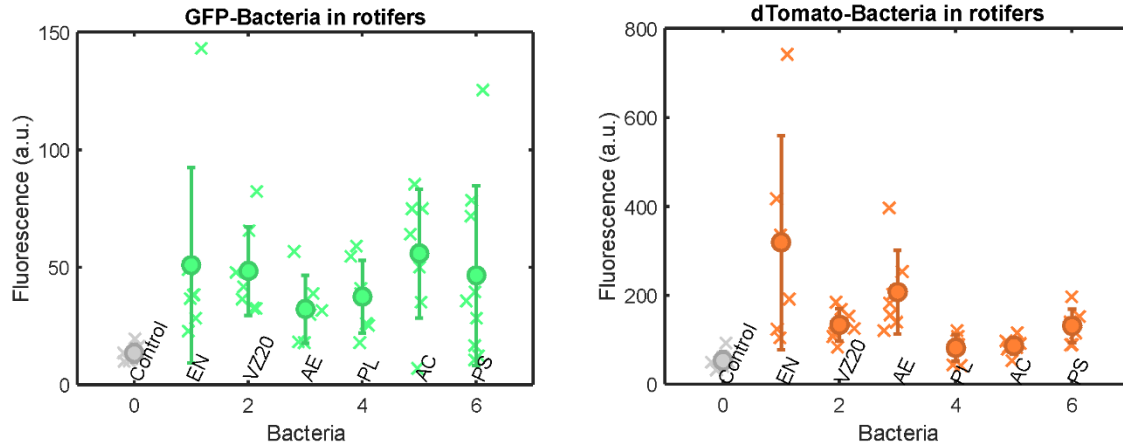 GFP-Bacteria in rotifers
150
100
50
0
Fluorescence (a.u.)
Control
EN
VZ20
AE
PL
AC
PS
0
2
4
6
Bacteria
dTomato-Bacteria in rotifers
800
600
400
200
0
Fluorescence (a.u.)
Control
EN
VZ20
AE
PL
AC
PS
0
2
4
6
Bacteria